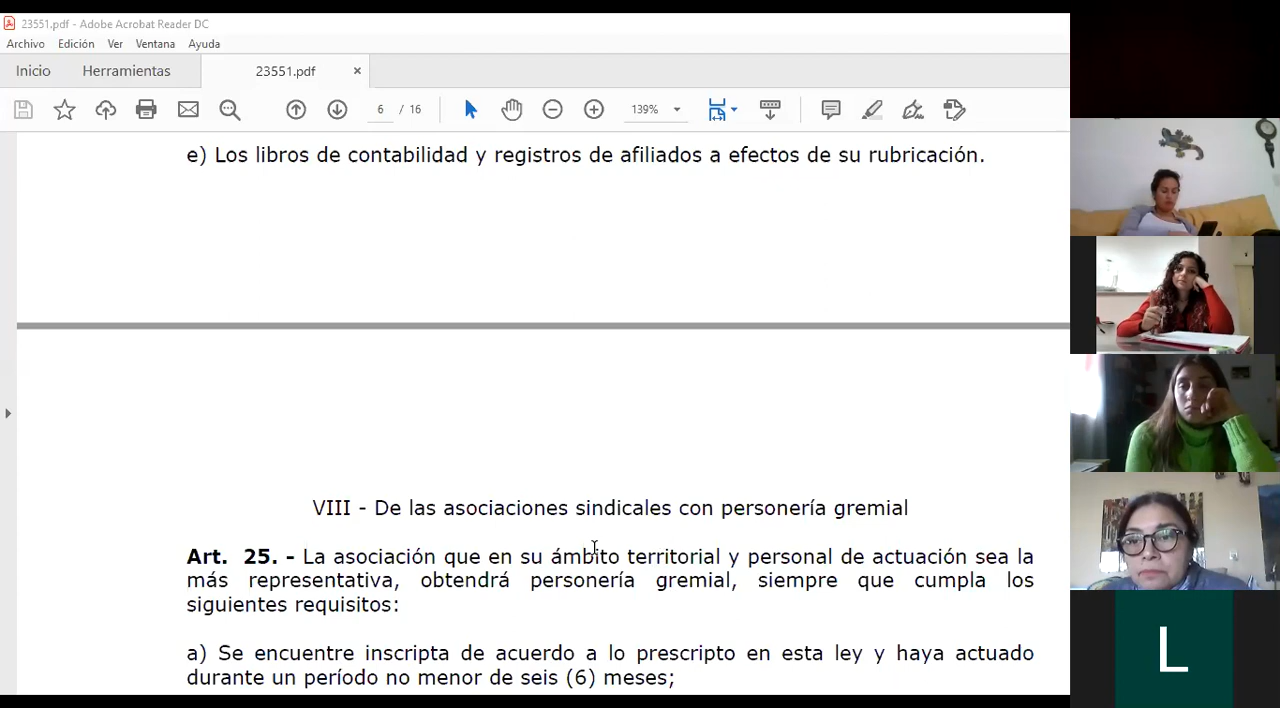 23551.pdf - Adobe Acrobat Reader DC
Archivo Edición Ver Ventana Ayuda
Inicio Herramientas 23551.pdf ×
6 / 16 139%
e) Los libros de contabilidad y registros de afiliados a efectos de su rubricación.
VIII - De las asociaciones sindicales con personería gremial
Art. 25. - La asociación que en su ámbito territorial y personal de actuación sea la
más representativa, obtendrá personería gremial, siempre que cumpla los
siguientes requisitos:
a) Se encuentre inscripta de acuerdo a lo prescripto en esta ley y haya actuado
durante un período no menor de seis (6) meses;
L